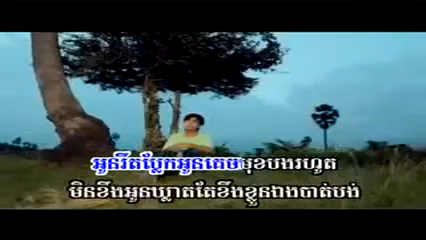 អូនរឹតប្លែកអូនគេចមុខបងរហូត
មិនខឹងអូនឃ្លាតតែខឹងខ្លួនឯងបាត់បង់